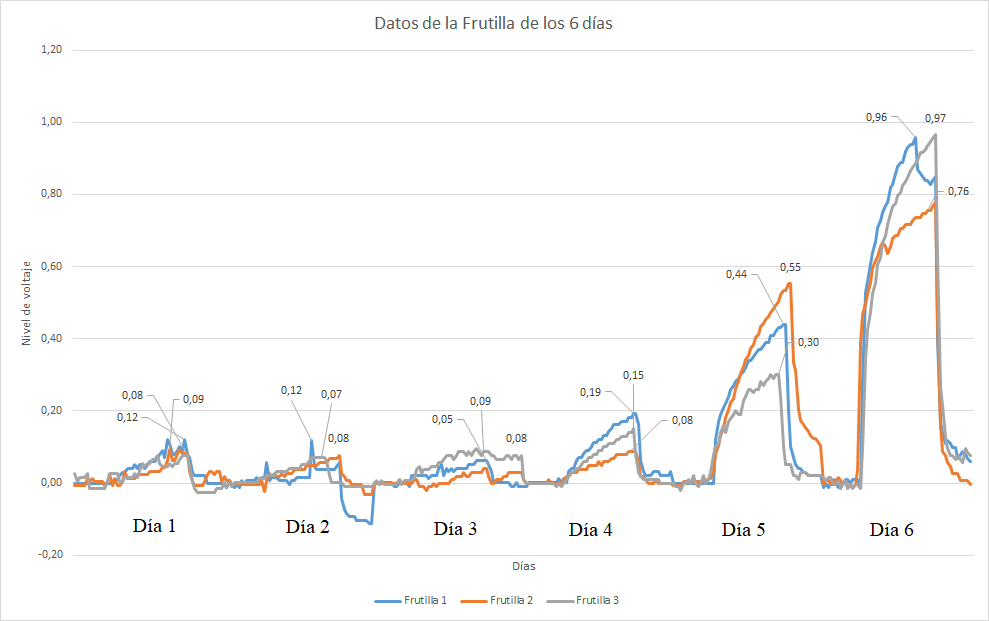 Datos de la Frutilla de los 6 días
1,20
1,00
0,80
0,60
0,40
0,20
0,00
-0,20
Nivel de voltaje
0,08
0,12
0,09
0,12
0,07
0,08
0,05
0,09
0,08
0,19
0,15
0,08
0,44
0,55
0,30
0,96
0,97
0,76
Día 1
Día 2
Día 3
Día 4
Día 5
Día 6
Días
Frutilla 1
Frutilla 2
Frutilla 3